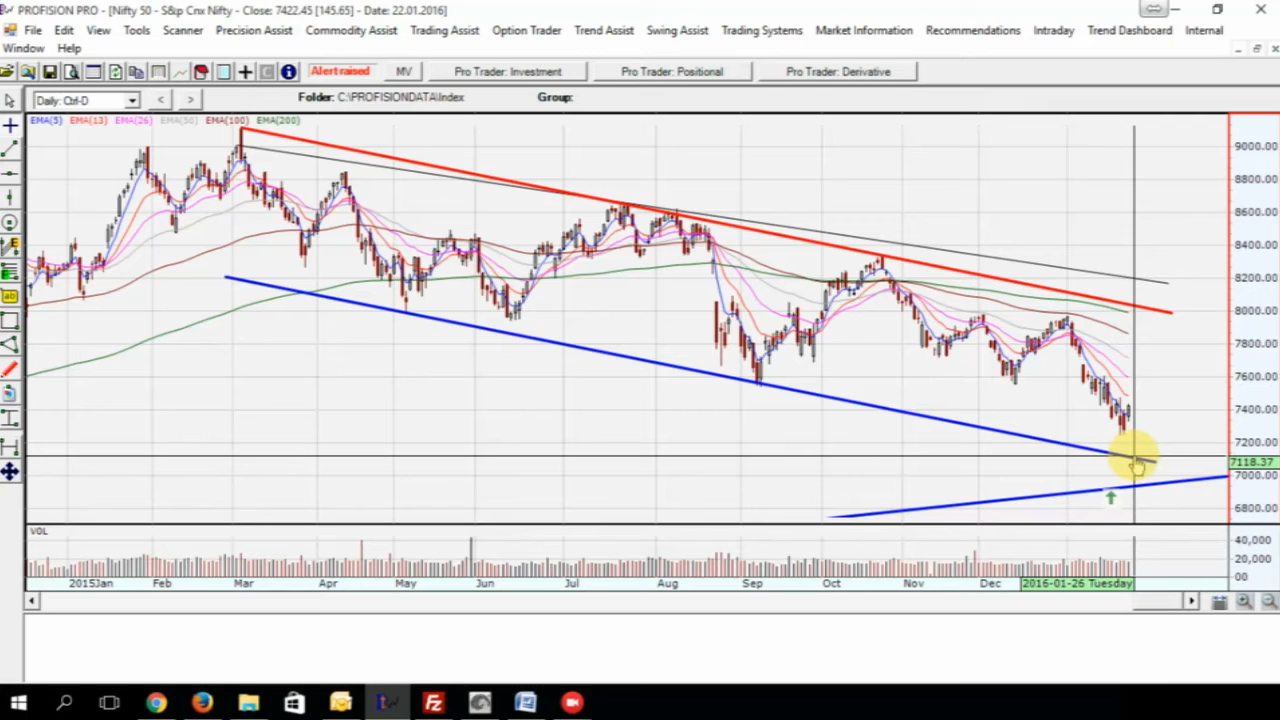 PROFISION PRO - [Nifty 50 - S&p Cnx Nifty - Close: 7422.45 [145.65] - Date: 22.01.2016]
File Edit View Tools Scanner Precision Assist Commodity Assist Trading Assist Option Trader Trend Assist Swing Assist Trading Systems Market Information Recommendations Intraday Trend Dashboard Internal
Window Help
Alert raised MV Pro Trader: Investment Pro Trader: Positional Pro Trader: Derivative
Daily: Ctrl-D < > Folder: C:\PROFISIONDATA\Index Group:
EMA(5) EMA(13) EMA(26) EMA(50) EMA(100) EMA(200)
9000.00
8800.00
8600.00
8400.00
8200.00
8000.00
7800.00
7600.00
7400.00
7200.00
7118.37
7000.00
6800.00
VOL
40,000
20,000
00
2015Jan Feb Mar Apr May Jun Jul Aug Sep Oct Nov Dec 2016-01-26 Tuesday